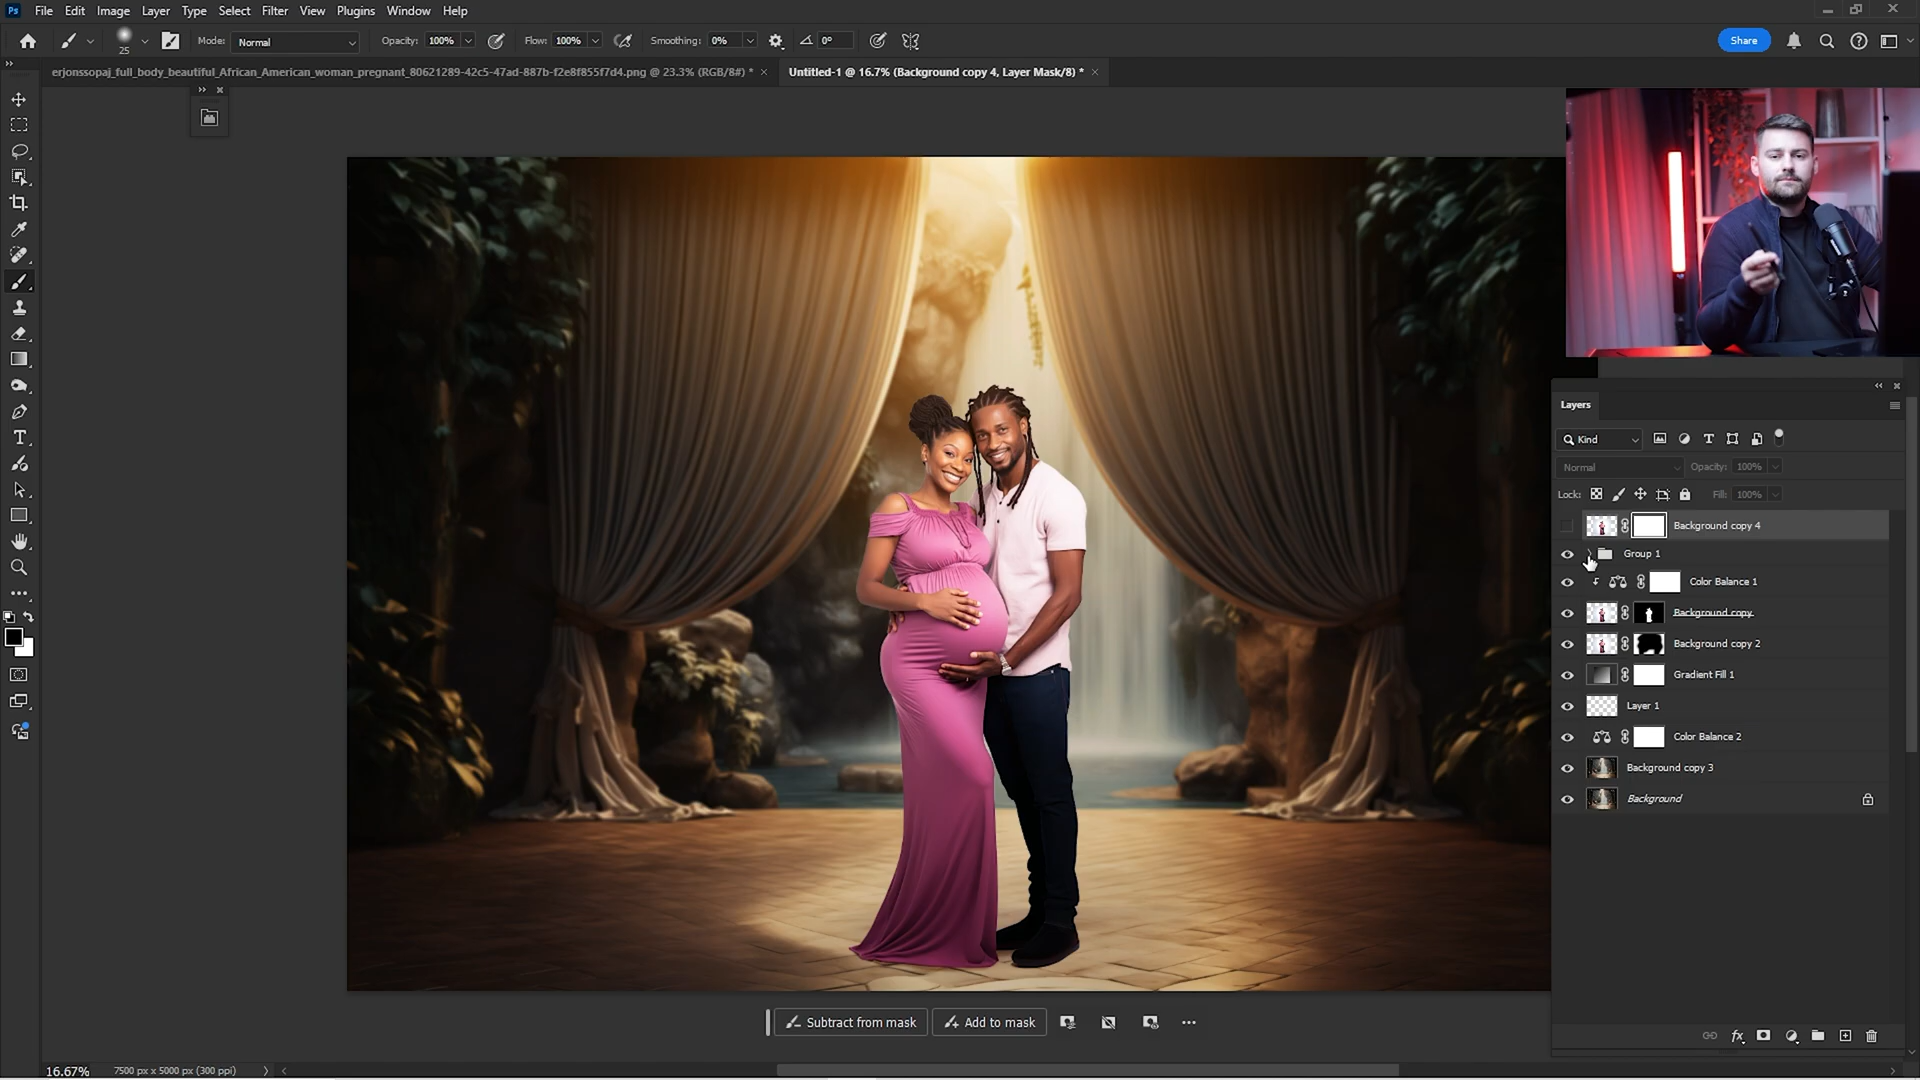 Ps File Edit Image Layer Type Select Filter View Plugins Window Help
25 Mode: Normal Opacity: 100% Flow: 100% Smoothing: 0% 0° Share
erjonssopaj_full_body_beautiful_African_American_woman_pregnant_80621289-42c5-47ad-887b-f2e8f855f7d4.png @ 23.3% (RGB/8#) * × Untitled-1 @ 16.7% (Background copy 4, Layer Mask/8) * ×
Layers
Kind
Normal Opacity: 100%
Lock: Fill: 100%
Background copy 4
Group 1
Color Balance 1
Background copy
Background copy 2
Gradient Fill 1
Layer 1
Color Balance 2
Background copy 3
Background
Subtract from mask Add to mask
fx
16.67% 7500 px x 5000 px (300 ppi)